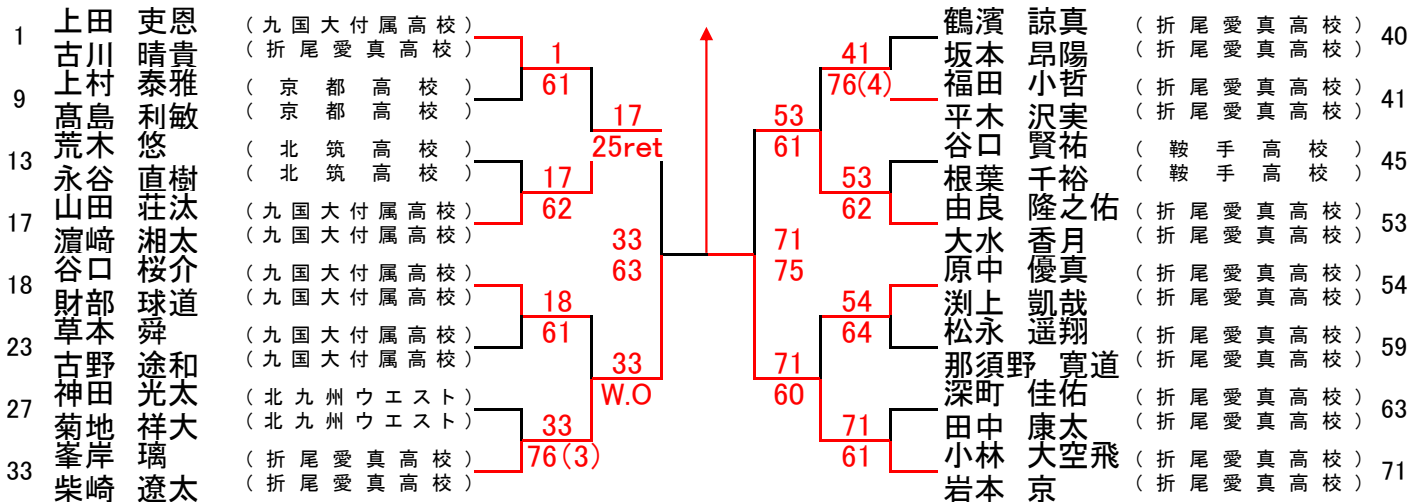 1 上田 吏恩 (九国大付属高校)
古川 晴貴 (折尾愛真高校)
9 上村 泰雅 (京都高校)
髙島 利敏 (京都高校)
13 荒木 悠 (北筑高校)
永谷 直樹 (北筑高校)
17 山田 荘汰 (九国大付属高校)
濵﨑 湘太 (九国大付属高校)
18 谷口 桜介 (九国大付属高校)
財部 球道 (九国大付属高校)
23 草本 舜 (九国大付属高校)
古野 途和 (九国大付属高校)
27 神田 光太 (北九州ウエスト)
菊地 祥大 (北九州ウエスト)
33 峯岸 璃 (折尾愛真高校)
柴崎 遼太 (折尾愛真高校)
1
61
17
62
18
61
33
76(3)
17
25ret
33
W.O
33
63
71
75
53
61
71
60
41
76(4)
53
62
54
64
71
61
鶴濱 諒真 (折尾愛真高校) 40
坂本 昂陽 (折尾愛真高校)
福田 小哲 (折尾愛真高校) 41
平木 沢実 (折尾愛真高校)
谷口 賢祐 (鞍手高校) 45
根葉 千裕 (鞍手高校)
由良 隆之佑 (折尾愛真高校) 53
大水 香月 (折尾愛真高校)
原中 優真 (折尾愛真高校) 54
渕上 凱哉 (折尾愛真高校)
松永 遥翔 (折尾愛真高校) 59
那須野 寛道 (折尾愛真高校)
深町 佳佑 (折尾愛真高校) 63
田中 康太 (折尾愛真高校)
小林 大空飛 (折尾愛真高校) 71
岩本 京 (折尾愛真高校)